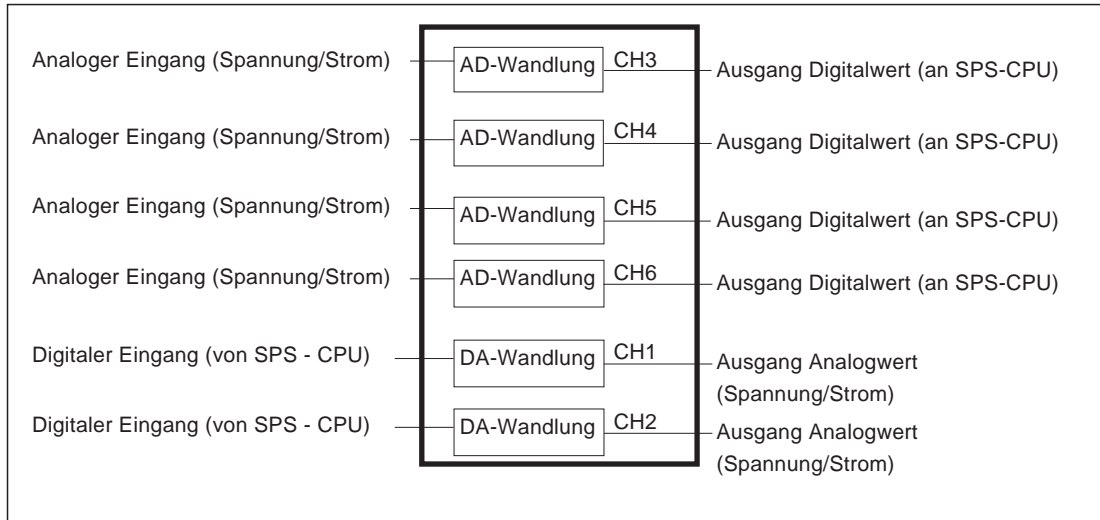 Analoger Eingang (Spannung/Strom) AD-Wandlung CH3 Ausgang Digitalwert (an SPS-CPU)
Analoger Eingang (Spannung/Strom) AD-Wandlung CH4 Ausgang Digitalwert (an SPS-CPU)
Analoger Eingang (Spannung/Strom) AD-Wandlung CH5 Ausgang Digitalwert (an SPS-CPU)
Analoger Eingang (Spannung/Strom) AD-Wandlung CH6 Ausgang Digitalwert (an SPS-CPU)
Digitaler Eingang (von SPS - CPU) DA-Wandlung CH1 Ausgang Analogwert
(Spannung/Strom)
Digitaler Eingang (von SPS - CPU) DA-Wandlung CH2 Ausgang Analogwert
(Spannung/Strom)